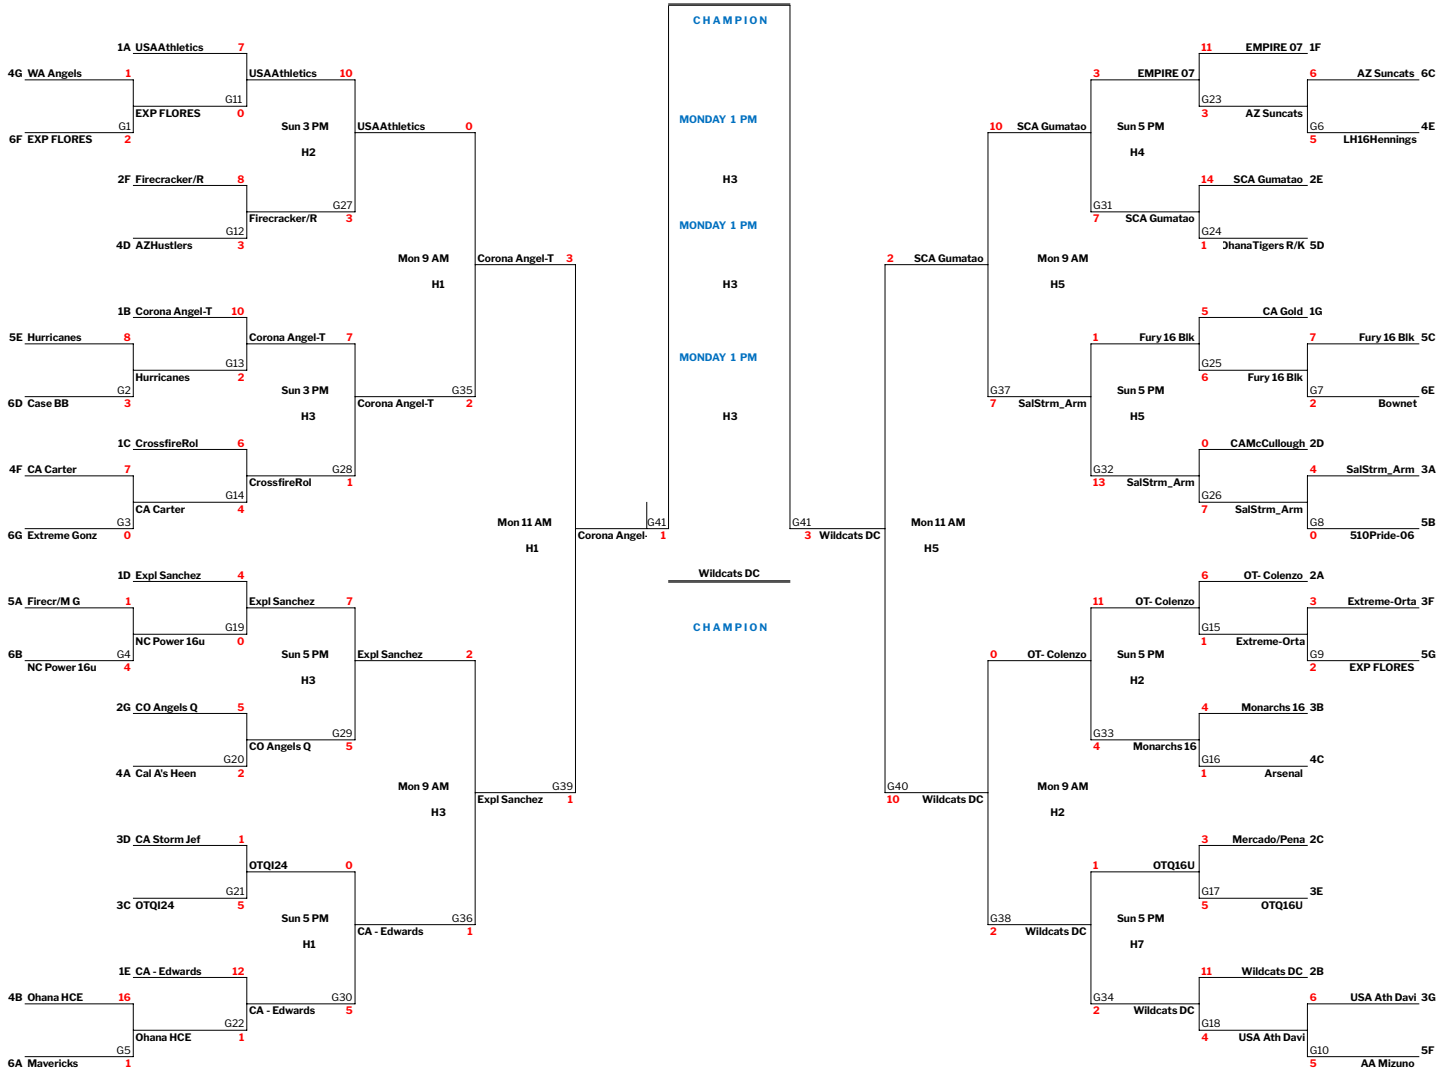 CHAMPION
1A USAAthletics 7
11 EMPIRE 07 1F
4G WA Angels 1
USAAthletics 10
3 EMPIRE 07
6 AZ Suncats 6C
G11
G23
EXP FLORES 0
3 AZ Suncats
MONDAY 1 PM
G1
Sun 3 PM
USAAthletics 0
10 SCA Gumatao
Sun 5 PM
G6
4E
6F EXP FLORES 2
5 LH16Hennings
H2
H4
2F Firecracker/R 8
H3
14 SCA Gumatao 2E
G27
G31
Firecracker/R 3
7 SCA Gumatao
MONDAY 1 PM
G12
G24
4D AZHustlers 3
1 OhanaTigers R/K 5D
Mon 9 AM
Corona Angel-T 3
2 SCA Gumatao
Mon 9 AM
H1
H3
H5
1B Corona Angel-T 10
5 CA Gold 1G
5E Hurricanes 8
Corona Angel-T 7
1 Fury 16 Blk
7 Fury 16 Blk 5C
MONDAY 1 PM
G13
G25
Hurricanes 2
6 Fury 16 Blk
G2
Sun 3 PM
G35
G37
Sun 5 PM
G7
6E
6D Case BB 3
Corona Angel-T 2
7 SalStrm_Arm
2 Bownet
H3
H3
H5
1C CrossfireRol 6
0 CAMcCullough 2D
4F CA Carter 7
G28
G32
4 SalStrm_Arm 3A
CrossfireRol 1
13 SalStrm_Arm
G14
G26
CA Carter 4
7 SalStrm_Arm
G3
Mon 11 AM
G41
G41
Mon 11 AM
G8
5B
6G Extreme Gonz 0
Corona Angel- 1
3 Wildcats DC
0 510Pride-06
H1
H5
1D Expl Sanchez 4
Wildcats DC
6 OT- Colenzo 2A
5A Firecr/M G 1
Expl Sanchez 7
11 OT- Colenzo
3 Extreme-Orta 3F
CHAMPION
G19
G15
NC Power 16u 0
1 Extreme-Orta
6B
G4
Sun 5 PM
Expl Sanchez 2
0 OT- Colenzo
Sun 5 PM
G9
5G
NC Power 16u 4
2 EXP FLORES
H3
H2
2G CO Angels Q 5
4 Monarchs 16 3B
G29
G33
CO Angels Q 5
4 Monarchs 16
G20
G16
4C
4A Cal A's Heen 2
1 Arsenal
Mon 9 AM
G39
G40
Mon 9 AM
Expl Sanchez 1
10 Wildcats DC
H3
H2
3D CA Storm Jef 1
3 Mercado/Pena 2C
OTQI24 0
1 OTQ16U
G21
G17
3E
3C OTQI24 5
5 OTQ16U
Sun 5 PM
G36
G38
Sun 5 PM
CA - Edwards 1
2 Wildcats DC
H1
H7
1E CA - Edwards 12
11 Wildcats DC 2B
4B Ohana HCE 16
G30
G34
6 USA Ath Davi 3G
CA - Edwards 5
2 Wildcats DC
G22
G18
Ohana HCE 1
4 USA Ath Davi
G5
G10
5F
6A Mavericks 1
5 AA Mizuno